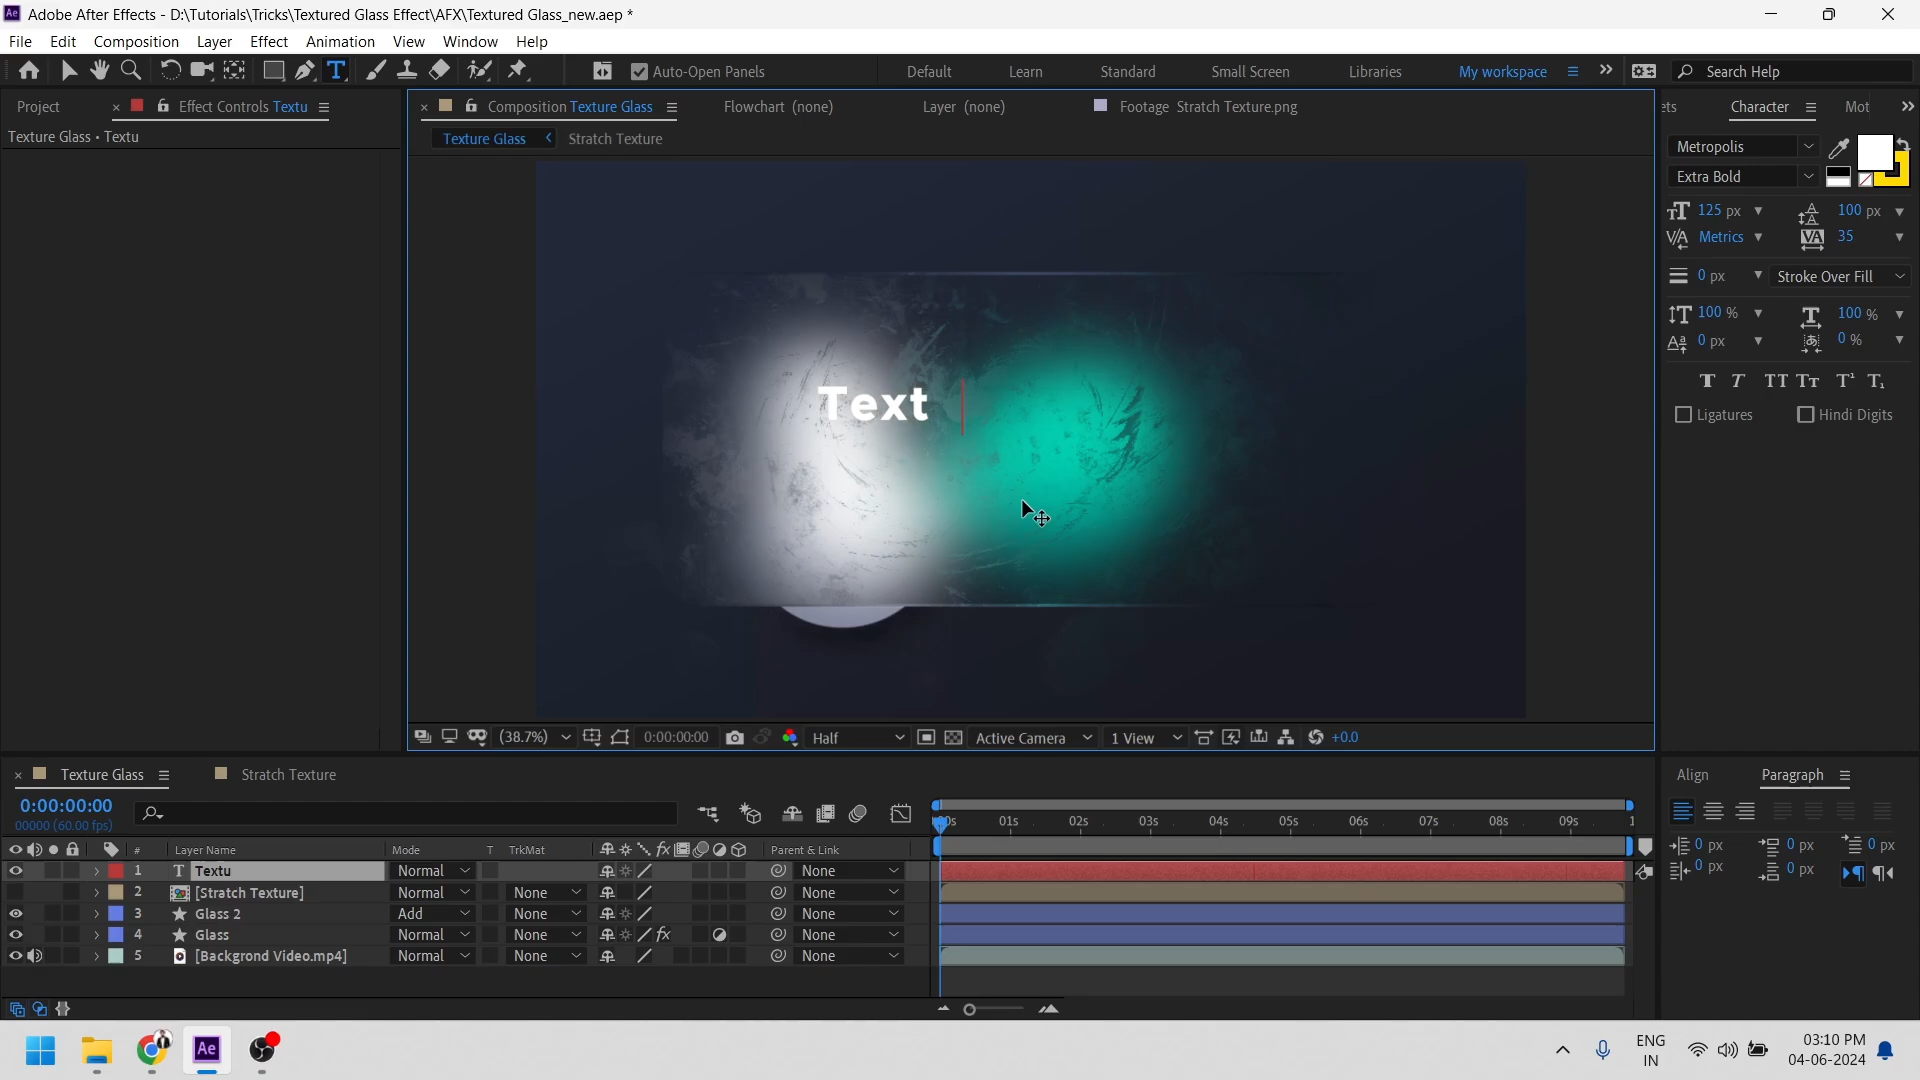 Adobe After Effects - D:\Tutorials\Tricks\Textured Glass Effect\AFX\Textured Glass_new.aep *
File Edit Composition Layer Effect Animation View Window Help
Auto-Open Panels Default Learn Standard Small Screen Libraries My workspace Search Help
Project Effect Controls Textu Composition Texture Glass Flowchart (none) Layer (none) Footage Stratch Texture.png ets Character Mot
Texture Glass • Textu Texture Glass Stratch Texture
Metropolis
Extra Bold
125 px 100 px
Metrics 35
0 px Stroke Over Fill
100 % 100 %
0 px 0 %
Ligatures Hindi Digits
Text
(38.7%) 0:00:00:00 Half Active Camera 1 View +0.0
Texture Glass Stratch Texture Align Paragraph
0:00:00:00
00000 (60.00 fps)
00s 01s 02s 03s 04s 05s 06s 07s 08s 09s 1
# Layer Name Mode T TrkMat Parent & Link
0 px 0 px 0 px
0 px 0 px
1 Textu Normal None
2 [Stratch Texture] Normal None None
3 Glass 2 Add None None
4 Glass Normal None None
5 [Backgrond Video.mp4] Normal None None
Ae ENG IN 03:10 PM
04-06-2024